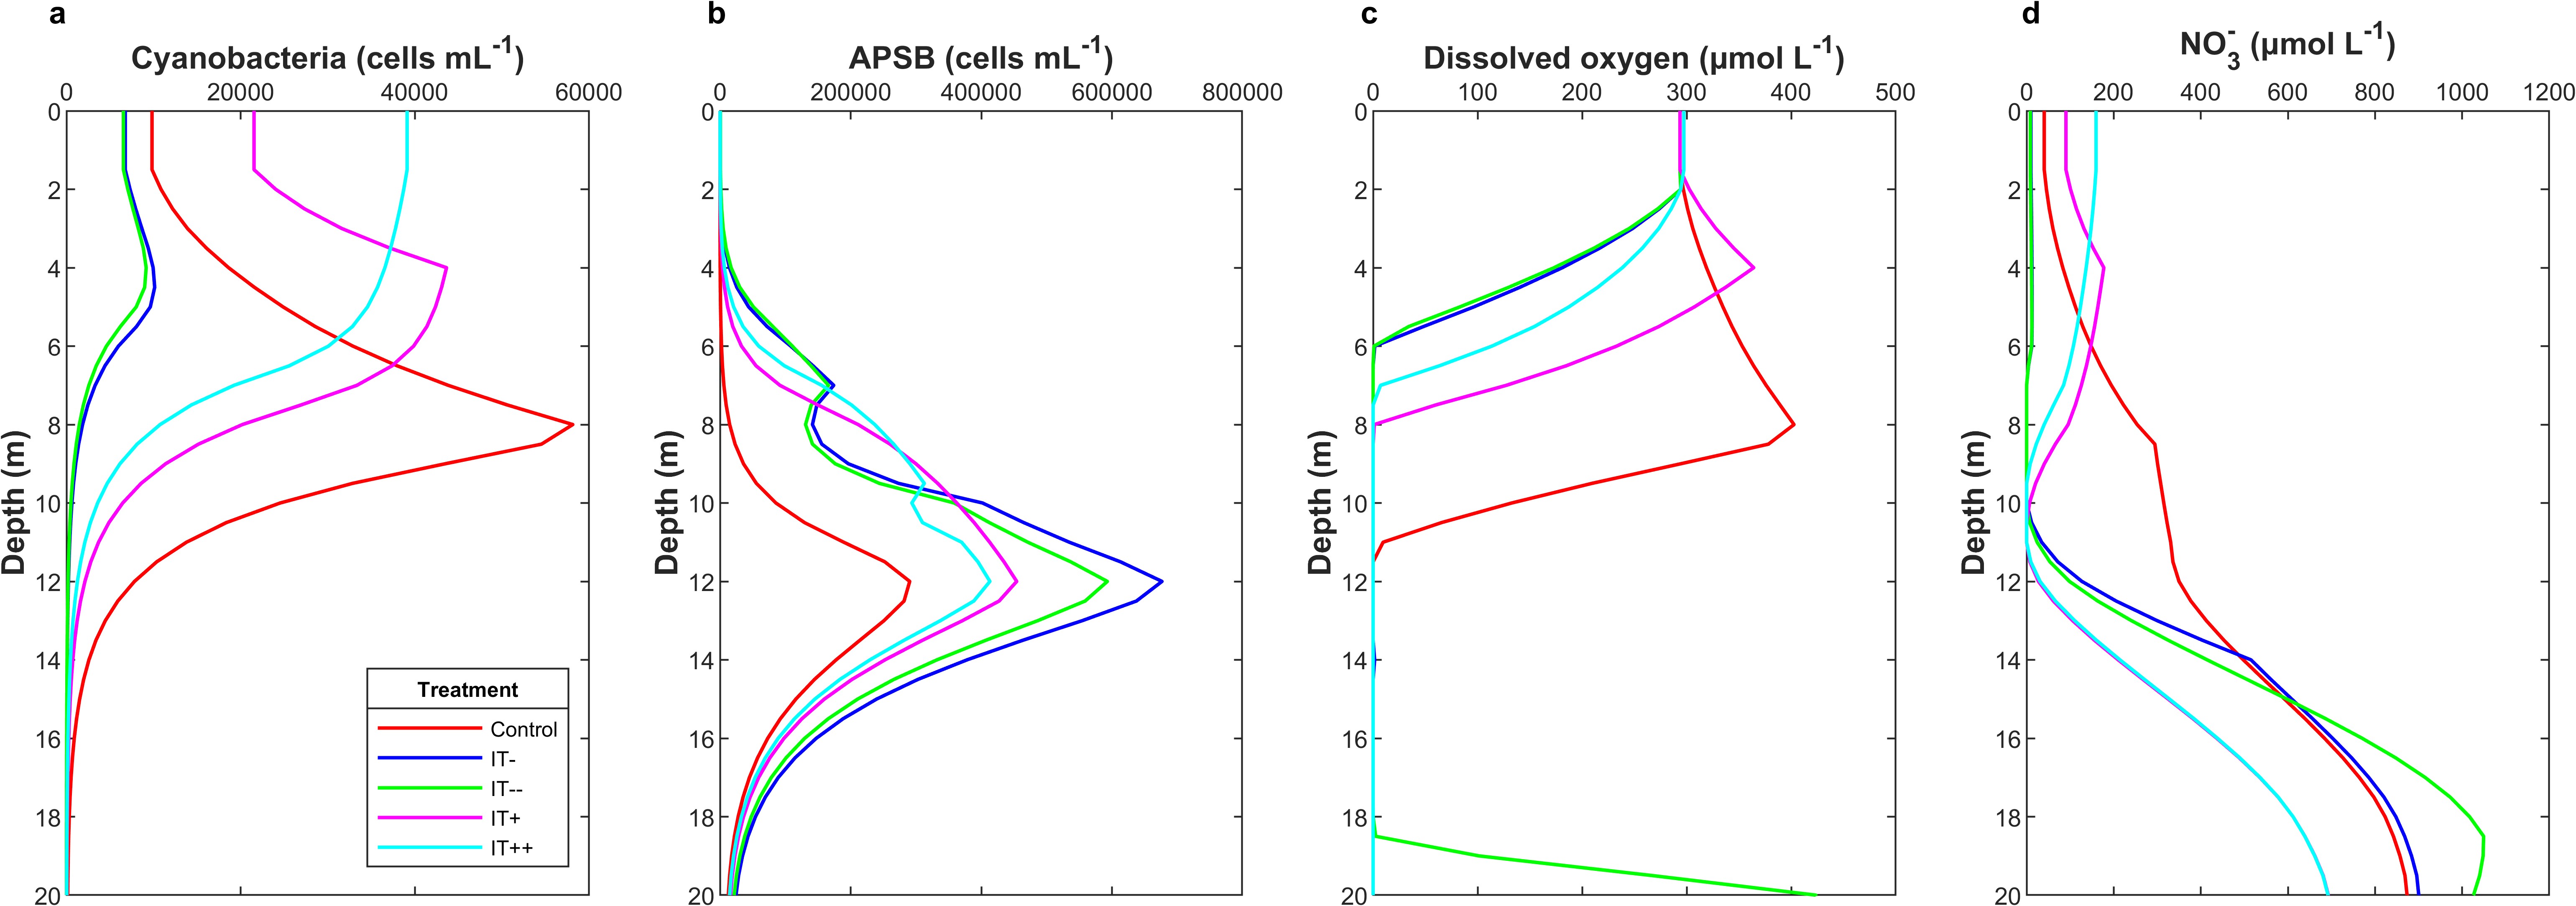 a
Cyanobacteria (cells mL-1)
0 20000 40000 60000
0
2
4
6
8
10
12
14
16
18
20
Depth (m)
Treatment
Control
IT-
IT--
IT+
IT++
b
APSB (cells mL-1)
0 200000 400000 600000 800000
0
2
4
6
8
10
12
14
16
18
20
Depth (m)
c
Dissolved oxygen (µmol L-1)
0 100 200 300 400 500
0
2
4
6
8
10
12
14
16
18
20
Depth (m)
d
NO3- (µmol L-1)
0 200 400 600 800 1000 1200
0
2
4
6
8
10
12
14
16
18
20
Depth (m)